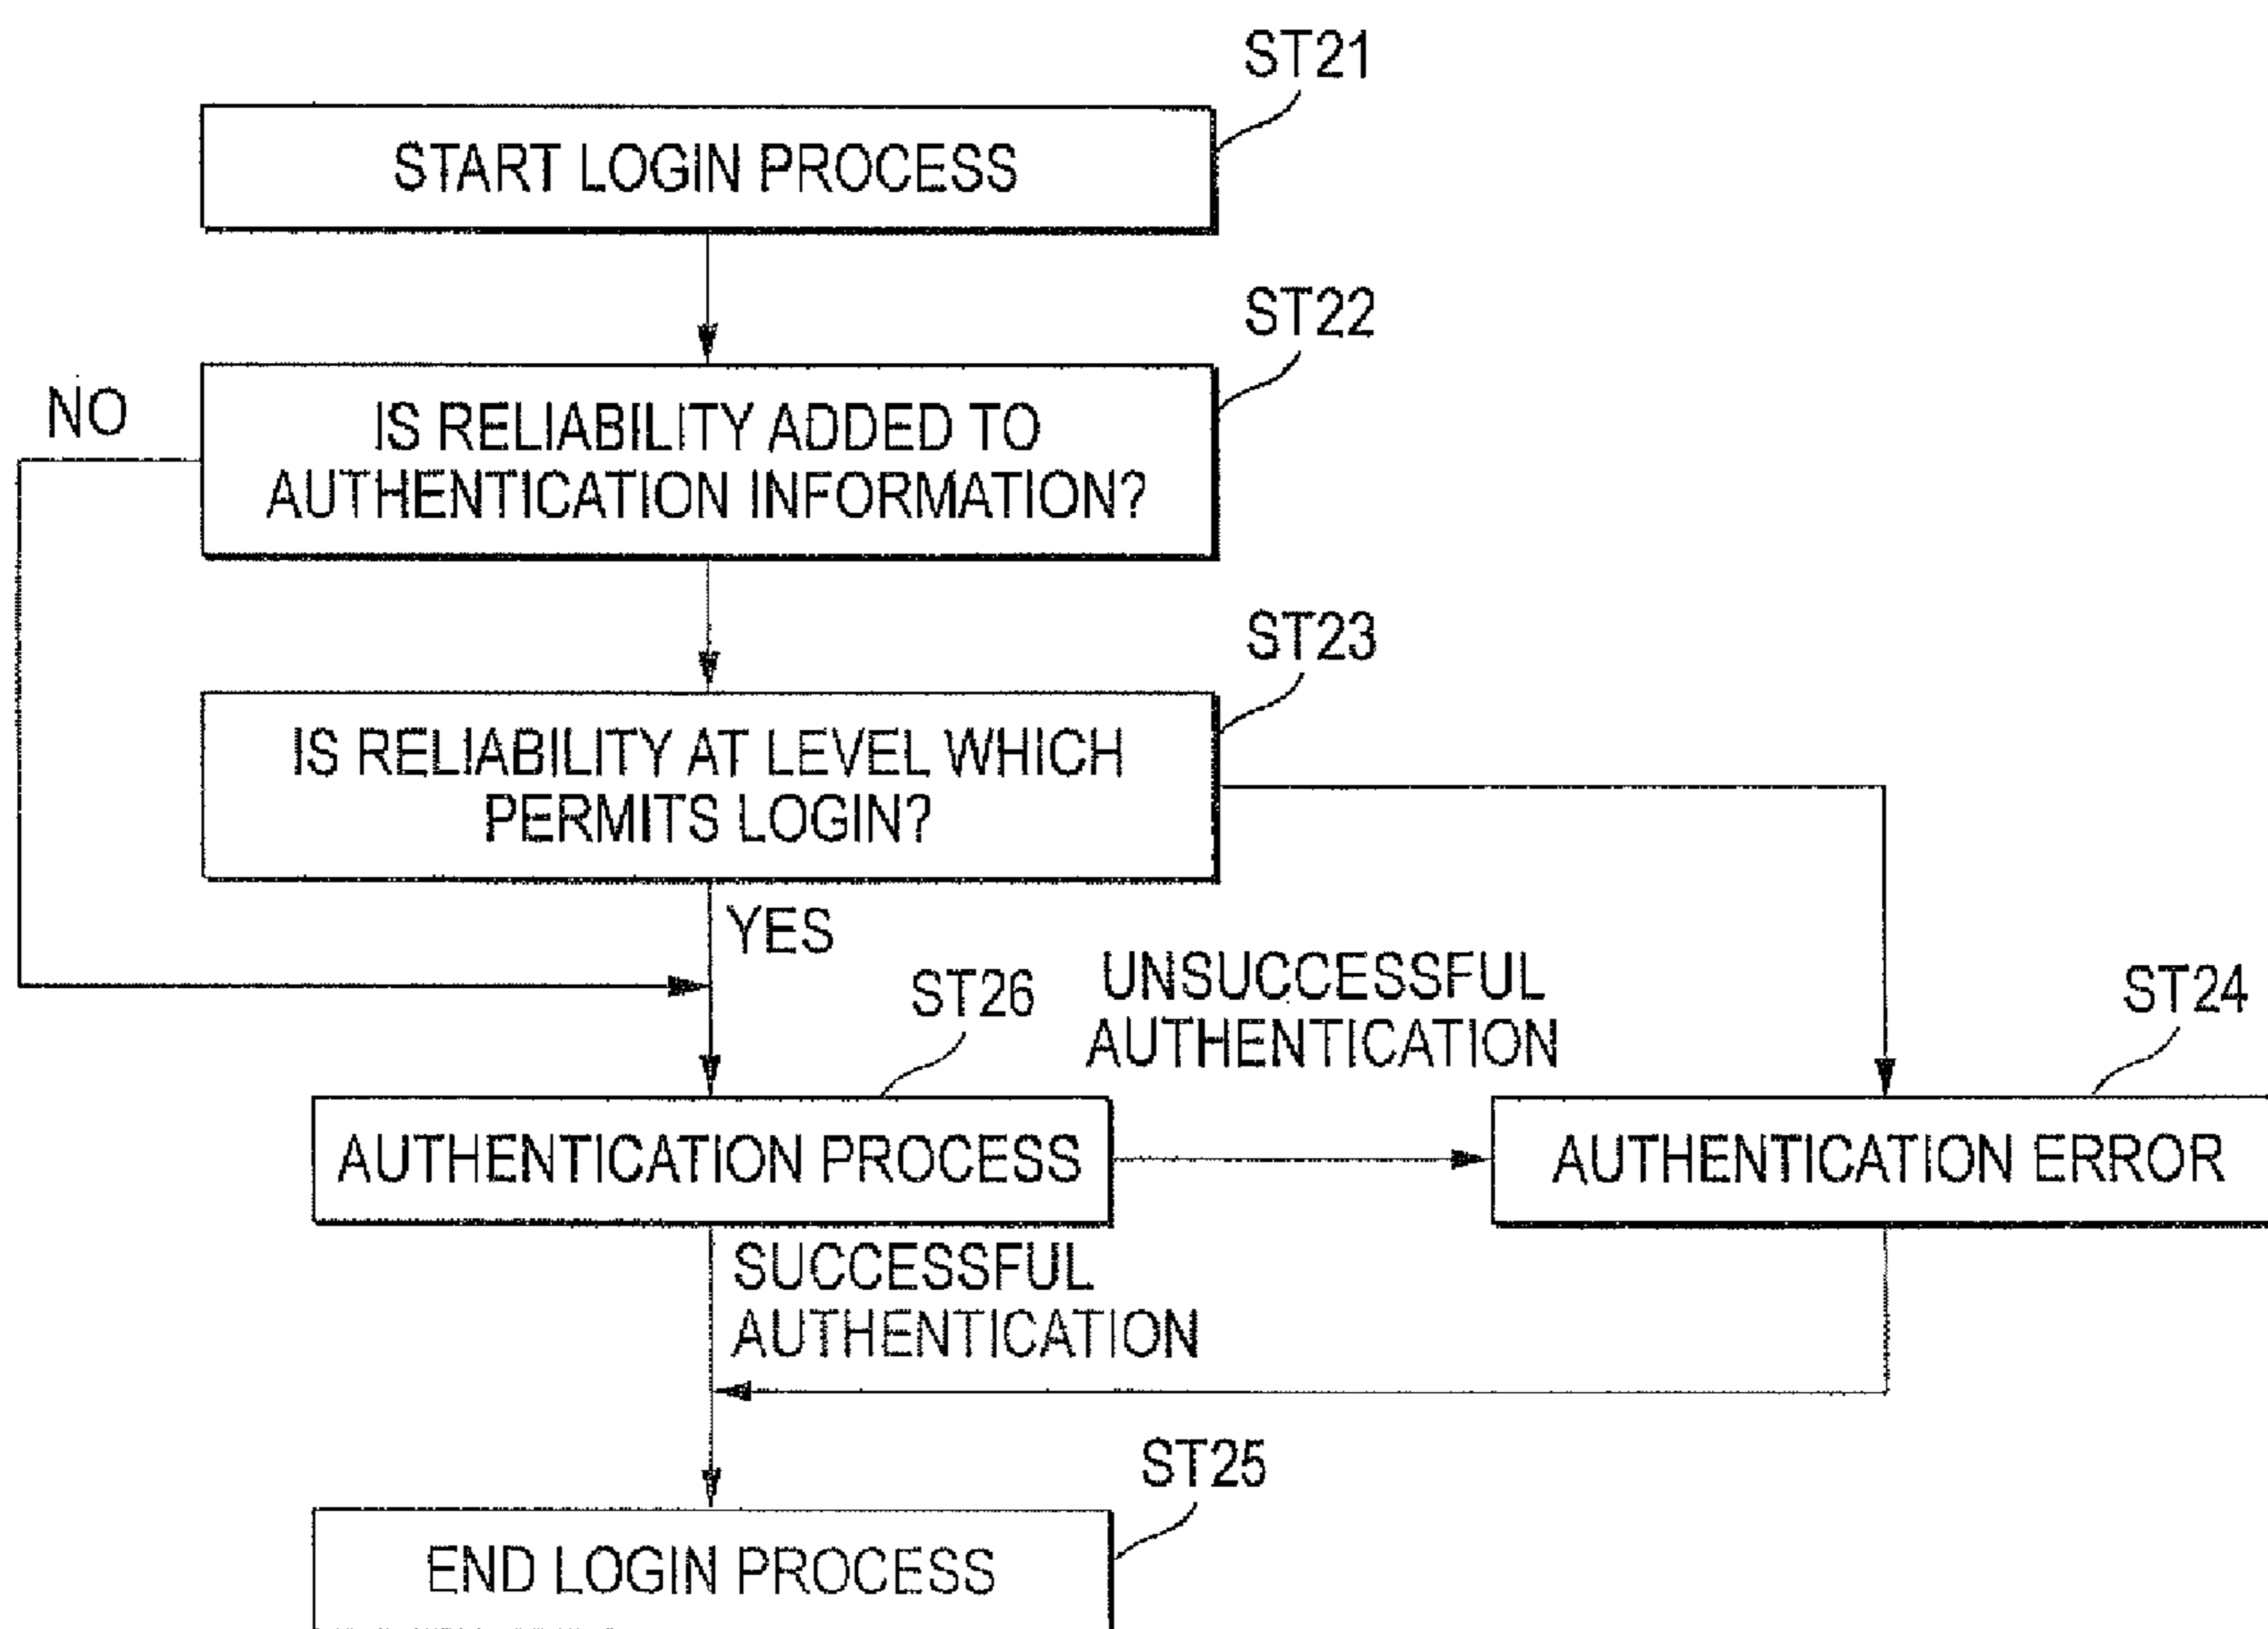 ST21
START LOGIN PROCESS
ST22
NO
IS RELIABILITY ADDED TO
AUTHENTICATION INFORMATION?
ST23
IS RELIABILITY AT LEVEL WHICH
PERMITS LOGIN?
YES
ST26
UNSUCCESSFUL
AUTHENTICATION
ST24
AUTHENTICATION PROCESS
AUTHENTICATION ERROR
SUCCESSFUL
AUTHENTICATION
ST25
END LOGIN PROCESS